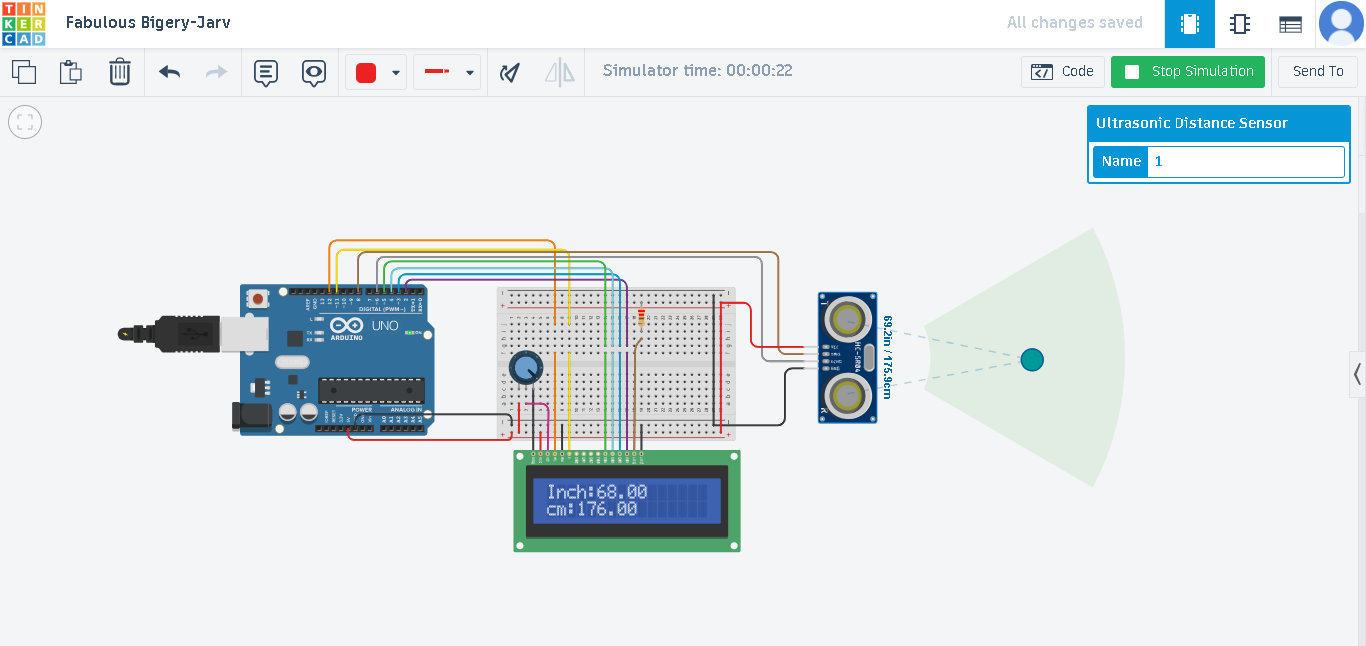 TIN
KER
CAD
Fabulous Bigery-Jarv
All changes saved
Simulator time: 00:00:22
Code
Stop Simulation
Send To
Ultrasonic Distance Sensor
Name 1
DIGITAL (PWM~)
UNO
ARDUINO
POWER
ANALOG IN
HC-SR04
69.2in / 175.9cm
Inch:68.00
cm:176.00